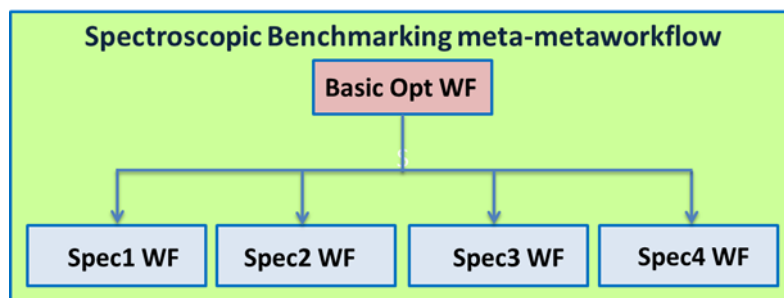 Spectroscopic Benchmarking meta-metaworkflow
Basic Opt WF
S
Spec1 WF
Spec2 WF
Spec3 WF
Spec4 WF